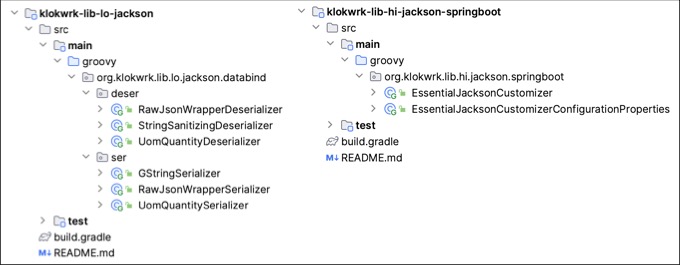 klokwrk-lib-lo-jackson
src
main
groovy
org.klokwrk.lib.lo.jackson.databind
deser
RawJsonWrapperDeserializer
StringSanitizingDeserializer
UomQuantityDeserializer
ser
GStringSerializer
RawJsonWrapperSerializer
UomQuantitySerializer
test
build.gradle
M↓ README.md
klokwrk-lib-hi-jackson-springboot
src
main
groovy
org.klokwrk.lib.hi.jackson.springboot
EssentialJacksonCustomizer
EssentialJacksonCustomizerConfigurationProperties
test
build.gradle
M↓ README.md